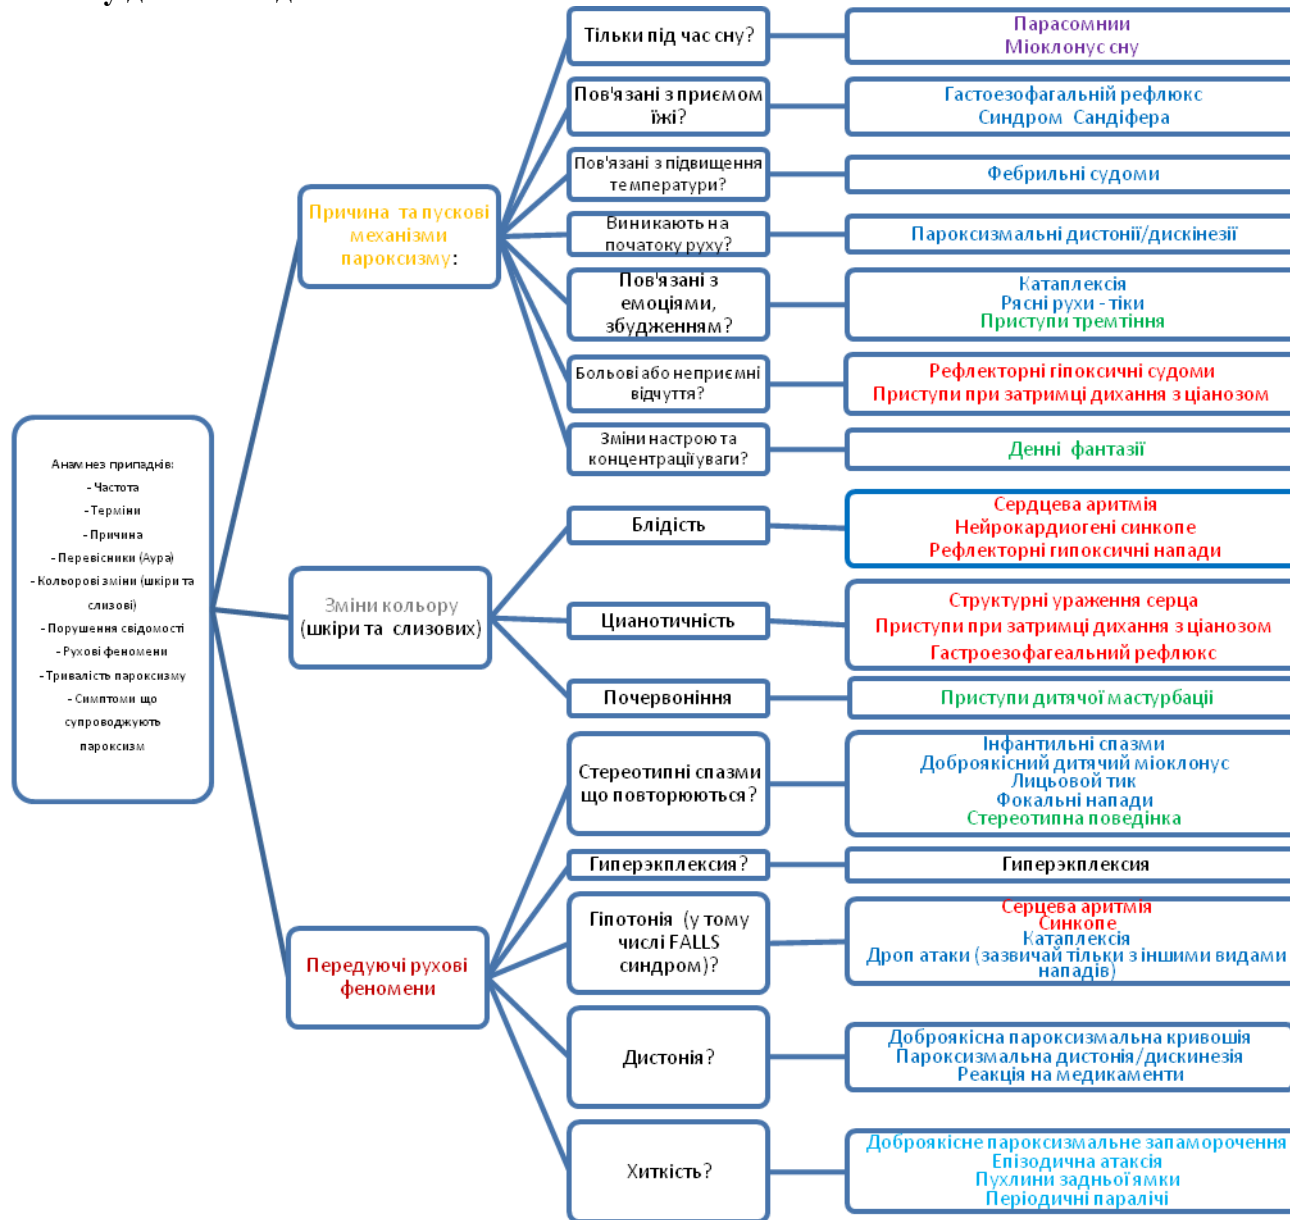 Тільки під час сну?
Парасомнии
Міоклонус сну
Пов'язані з прийомом
їжі?
Гастоезофагальній рефлюкс
Синдром Сандіфера
Пов'язані з підвищення
температури?
Фебрильні судоми
Причина та пускові
механізми
пароксизму:
Виникають на
початоку руху?
Пароксизмальні дистонії/дискінезії
Пов'язані з
емоціями,
збудженням?
Катаплексія
Рясні рухи - тіки
Приступи тремтіння
Больові або неприємні
відчуття?
Рефлекторні гіпоксичні судоми
Приступи при затримці дихання з ціанозом
Зміни настрою та
концентрації уваги?
Денні фантазії
Анамнез припадків:
- Частота
- Терміни
- Причина
- Перевісники (Аура)
- Кольорові зміни (шкіри та
слизові)
- Порушення свідомості
- Рухові феномени
- Тривалість пароксизму
- Симптоми що
супроводжують
пароксизм
Зміни кольору
(шкіри та слизових)
Блідість
Сердцева аритмія
Нейрокардиогені синкопе
Рефлекторні гипоксичні напади
Цианотичність
Структурні ураження серца
Приступи при затримці дихання з ціанозом
Гастроезофагеальний рефлюкс
Почервоніння
Приступи дитячої мастурбації
Передуючі рухові
феномени
Стереотипні спазми
що повторюються?
Інфантильні спазми
Доброякісний дитячий міоклонус
Лицьовой тик
Фокальні напади
Стереотипна поведінка
Гиперэкплексия?
Гиперэкплексия
Гіпотонія (у тому
числі FALLS
синдром)?
Серцева аритмія
Синкопе
Катаплексія
Дроп атаки (зазвичай тільки з іншими видами
нападів)
Дистонія?
Доброякісна пароксизмальна кривошія
Пароксизмальна дистонія/дискинезія
Реакція на медикаменти
Хиткість?
Доброякісне пароксизмальне запаморочення
Епізодична атаксія
Пухлини задньої ямки
Періодичні паралічі